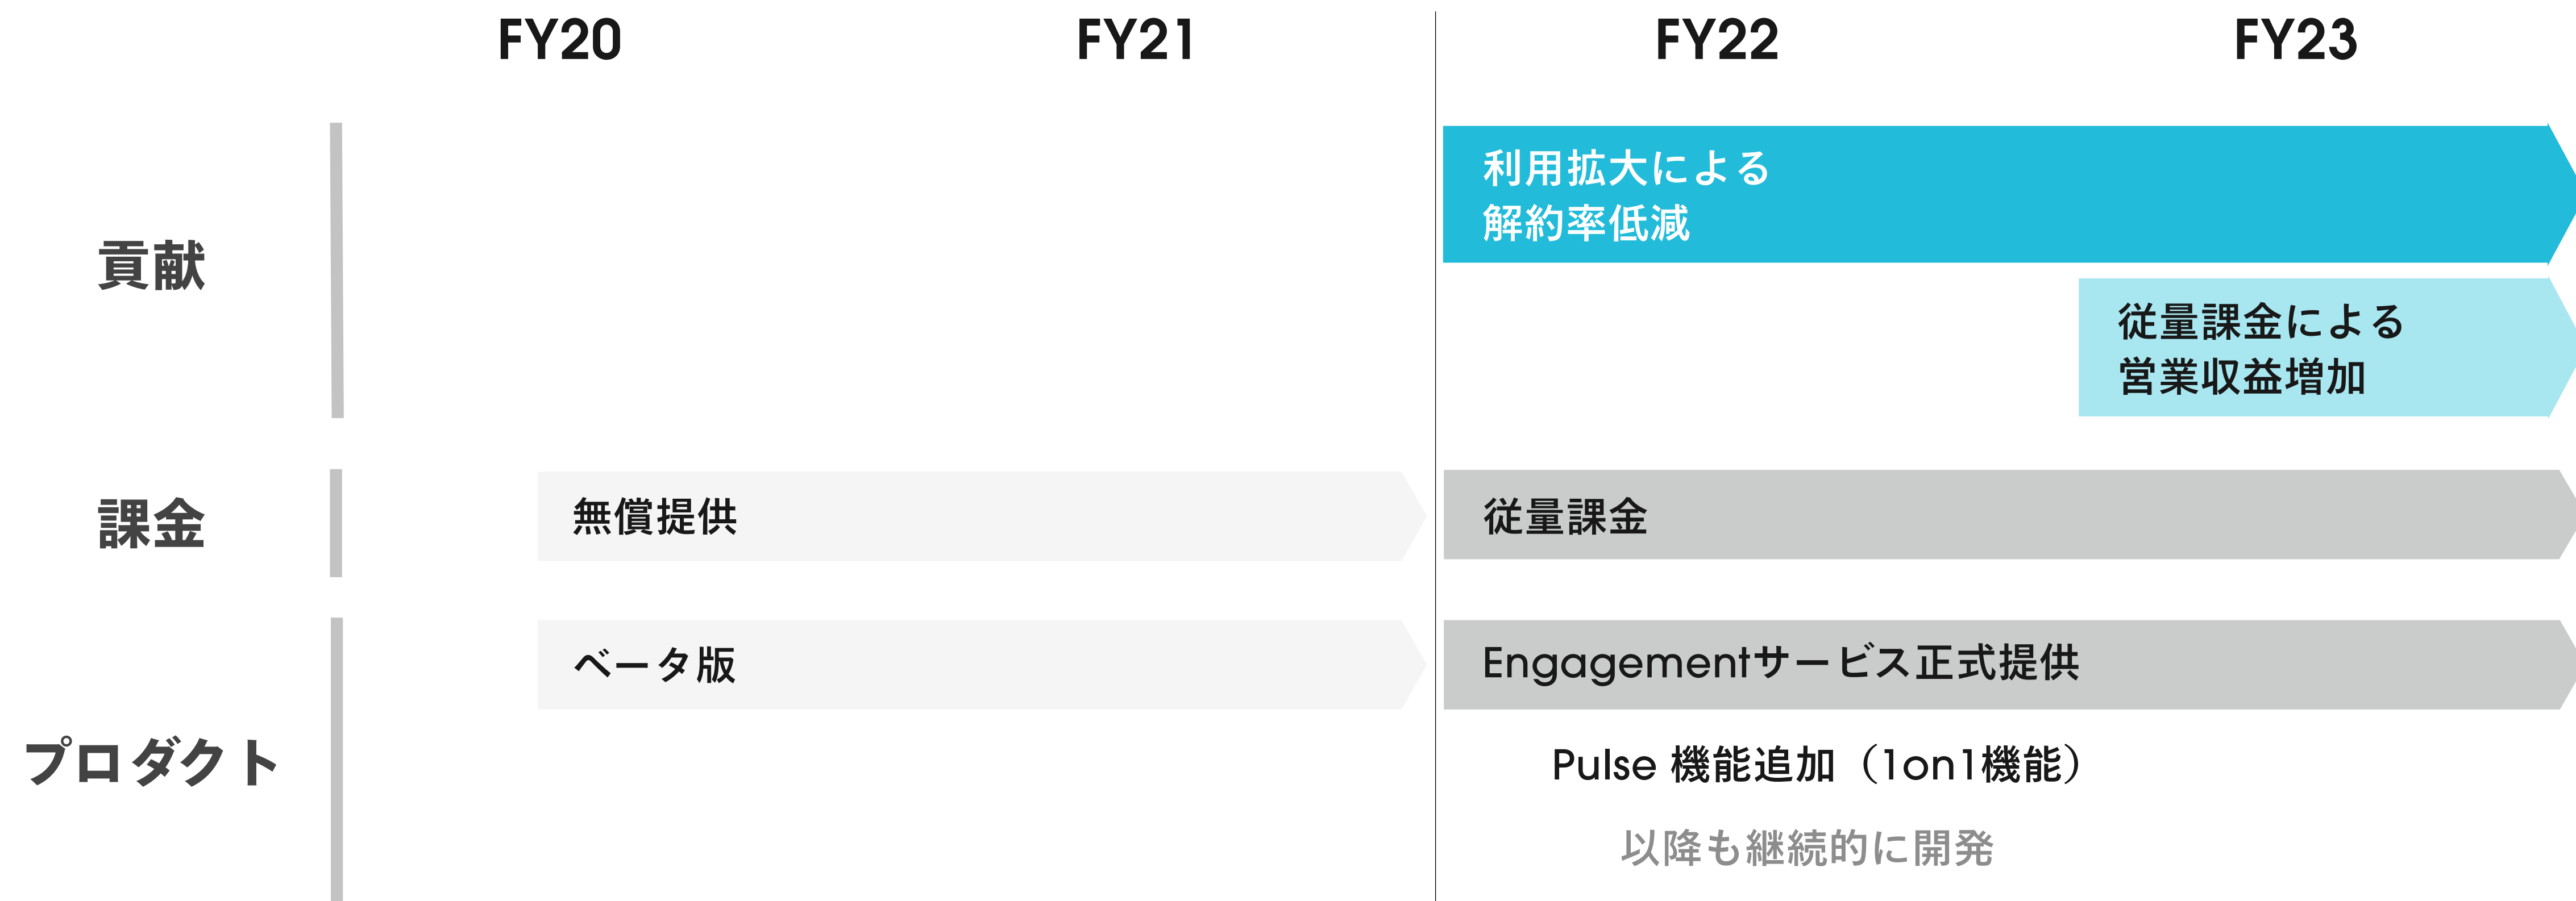 FY20
FY21
FY22
FY23
貢献
利用拡大による
解約率低減
従量課金による
営業収益増加
課金
無償提供
従量課金
プロダクト
ベータ版
Engagementサービス正式提供
Pulse 機能追加（1on1機能）
以降も継続的に開発